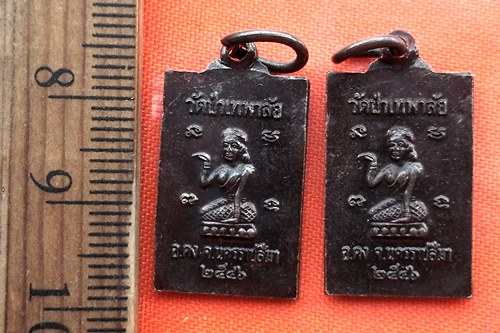 8
9
10
วัดป่าเทพาลัย
อ.คง จ.นครราชสีมา
๒๕๔๖
วัดป่าเทพาลัย
อ.คง จ.นครราชสีมา
๒๕๔๖